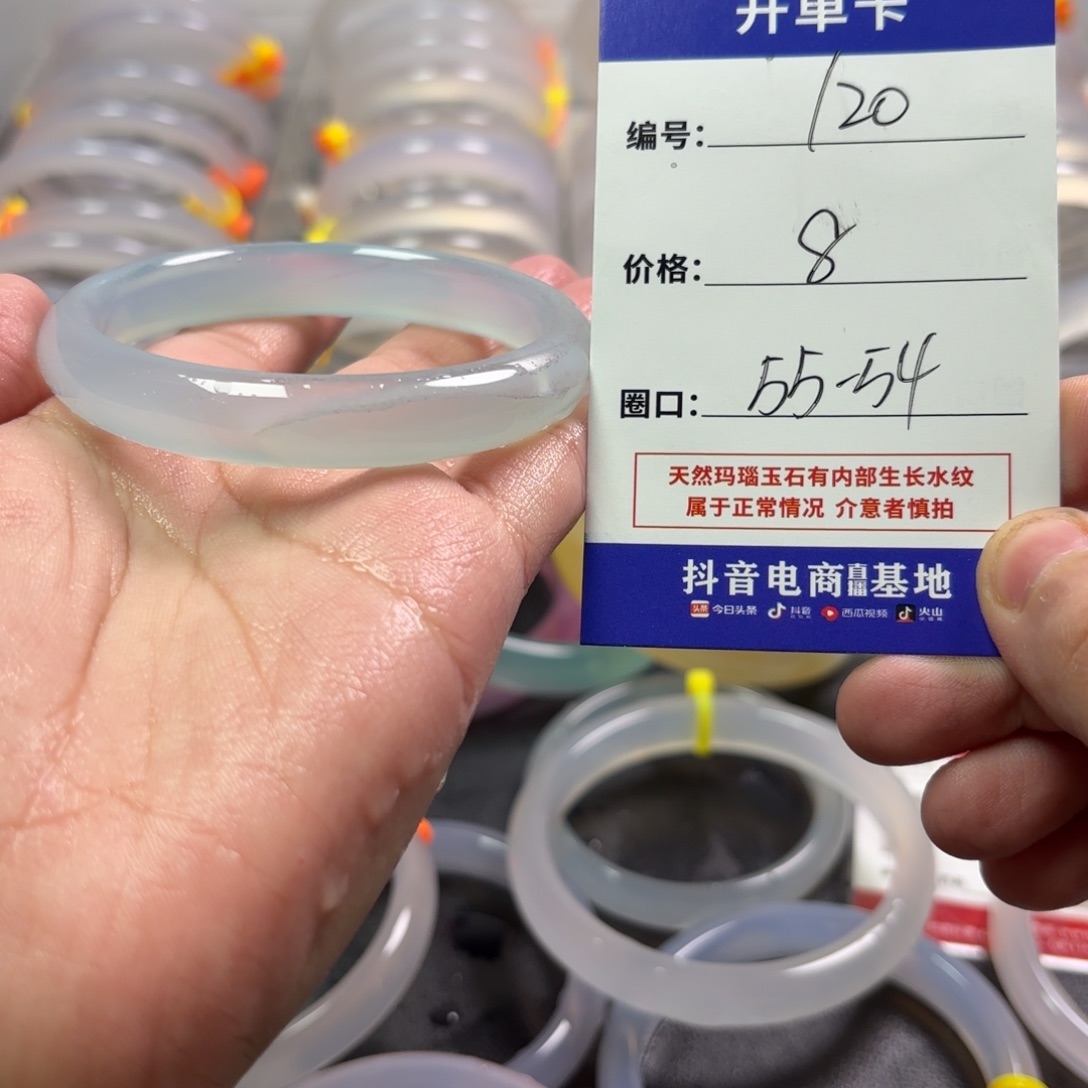 开单卡
编号: 120
价格: 8
圈口: 55-54
天然玛瑙玉石有内部生长水纹
属于正常情况 介意者慎拍
抖音电商直播基地
头条 今日头条 抖音 西瓜视频 火山